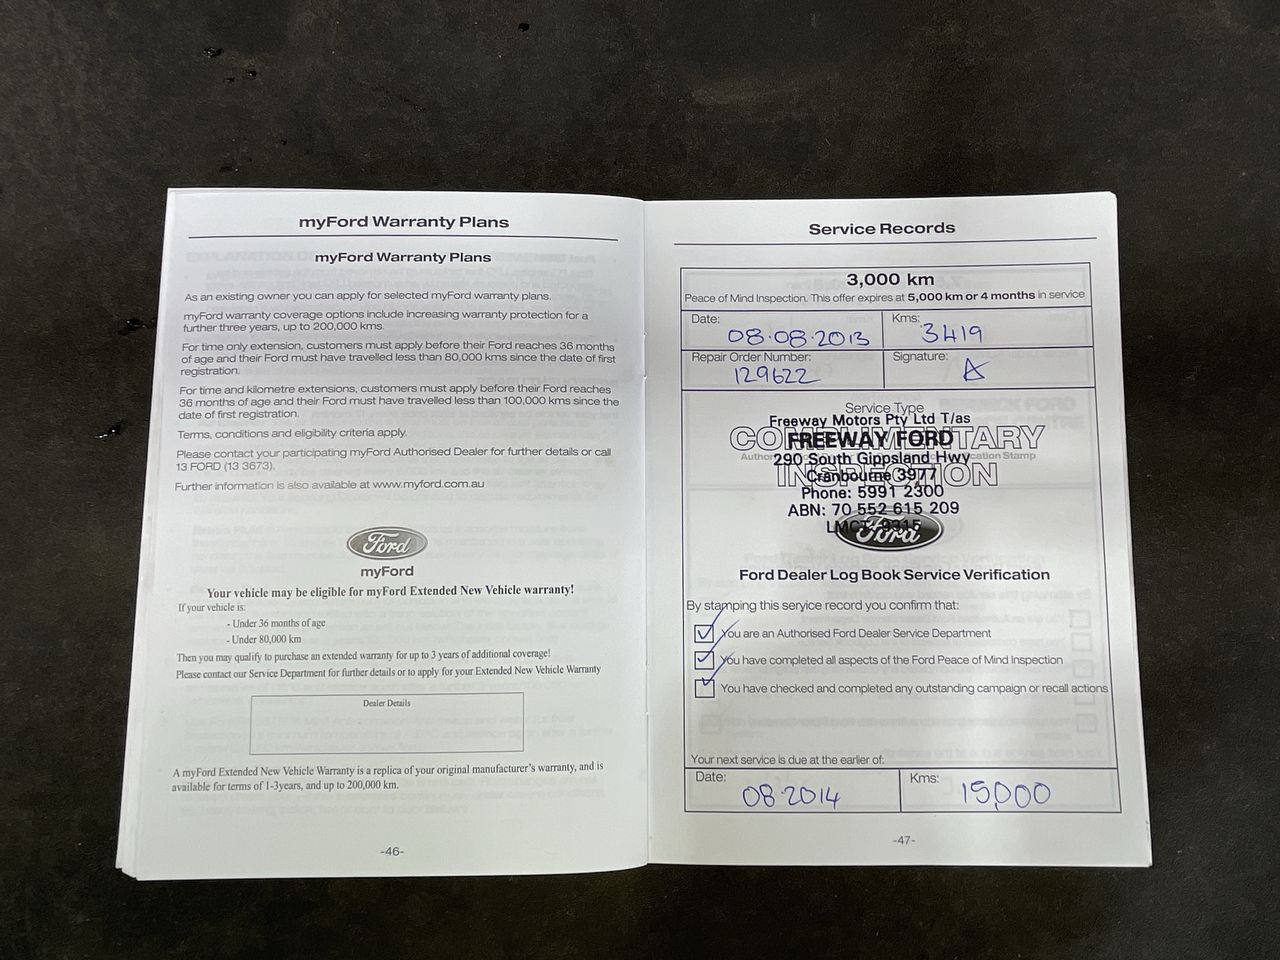 myFord Warranty Plans
myFord Warranty Plans
As an existing owner you can apply for selected myFord warranty plans.
myFord warranty coverage options include increasing warranty protection for a
further three years, up to 200,000 kms.
For time only extension, customers must apply before their Ford reaches 36 months
of age and their Ford must have travelled less than 80,000 kms since the date of first
registration.
For time and kilometre extensions, customers must apply before their Ford reaches
36 months of age and their Ford must have travelled less than 100,000 kms since the
date of first registration.
Terms, conditions and eligibility criteria apply.
Please contact your participating myFord Authorised Dealer for further details or call
13 FORD (13 3673).
Further information is also available at www.myford.com.au
Ford
myFord
Your vehicle may be eligible for myFord Extended New Vehicle warranty!
If your vehicle is:
- Under 36 months of age
- Under 80,000 km
Then you may qualify to purchase an extended warranty for up to 3 years of additional coverage!
Please contact our Service Department for further details or to apply for your Extended New Vehicle Warranty
Dealer Details
A myFord Extended New Vehicle Warranty is a replica of your original manufacturer's warranty, and is
available for terms of 1-3years, and up to 200,000 km.
-46-
Service Records
3,000 km
Peace of Mind Inspection. This offer expires at 5,000 km or 4 months in service
Date: 08.08.2013 Kms: 3419
Repair Order Number: 129622 Signature:
Service Type
Freeway Motors Pty Ltd T/as
COMPLIMENTARY
FREEWAY FORD
290 South Gippsland Hwy
INSPECTION
Cranbourne 3977
Phone: 5991 2300
ABN: 70 552 615 209
LMCT 9315
Ford
Ford Dealer Log Book Service Verification
By stamping this service record you confirm that:
You are an Authorised Ford Dealer Service Department
You have completed all aspects of the Ford Peace of Mind Inspection
You have checked and completed any outstanding campaign or recall actions
Your next service is due at the earlier of:
Date: 08.2014 Kms: 15,000
-47-